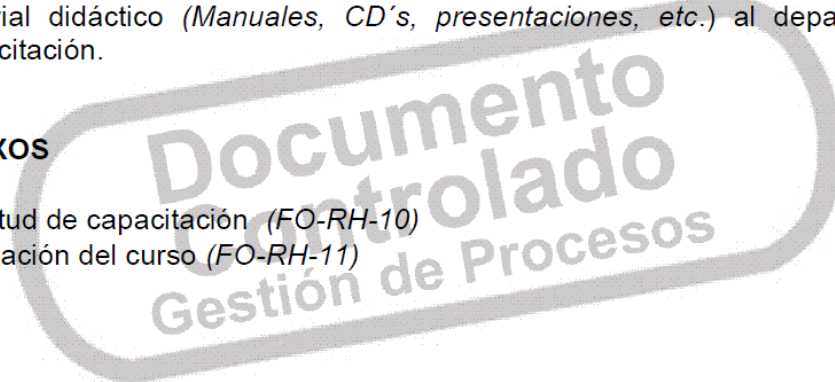 rial didáctico (Manuales, CD´s, presentaciones, etc.) al depa
citación.
XOS
tud de capacitación (FO-RH-10)
ación del curso (FO-RH-11)
Documento
Controlado
Gestión de Procesos